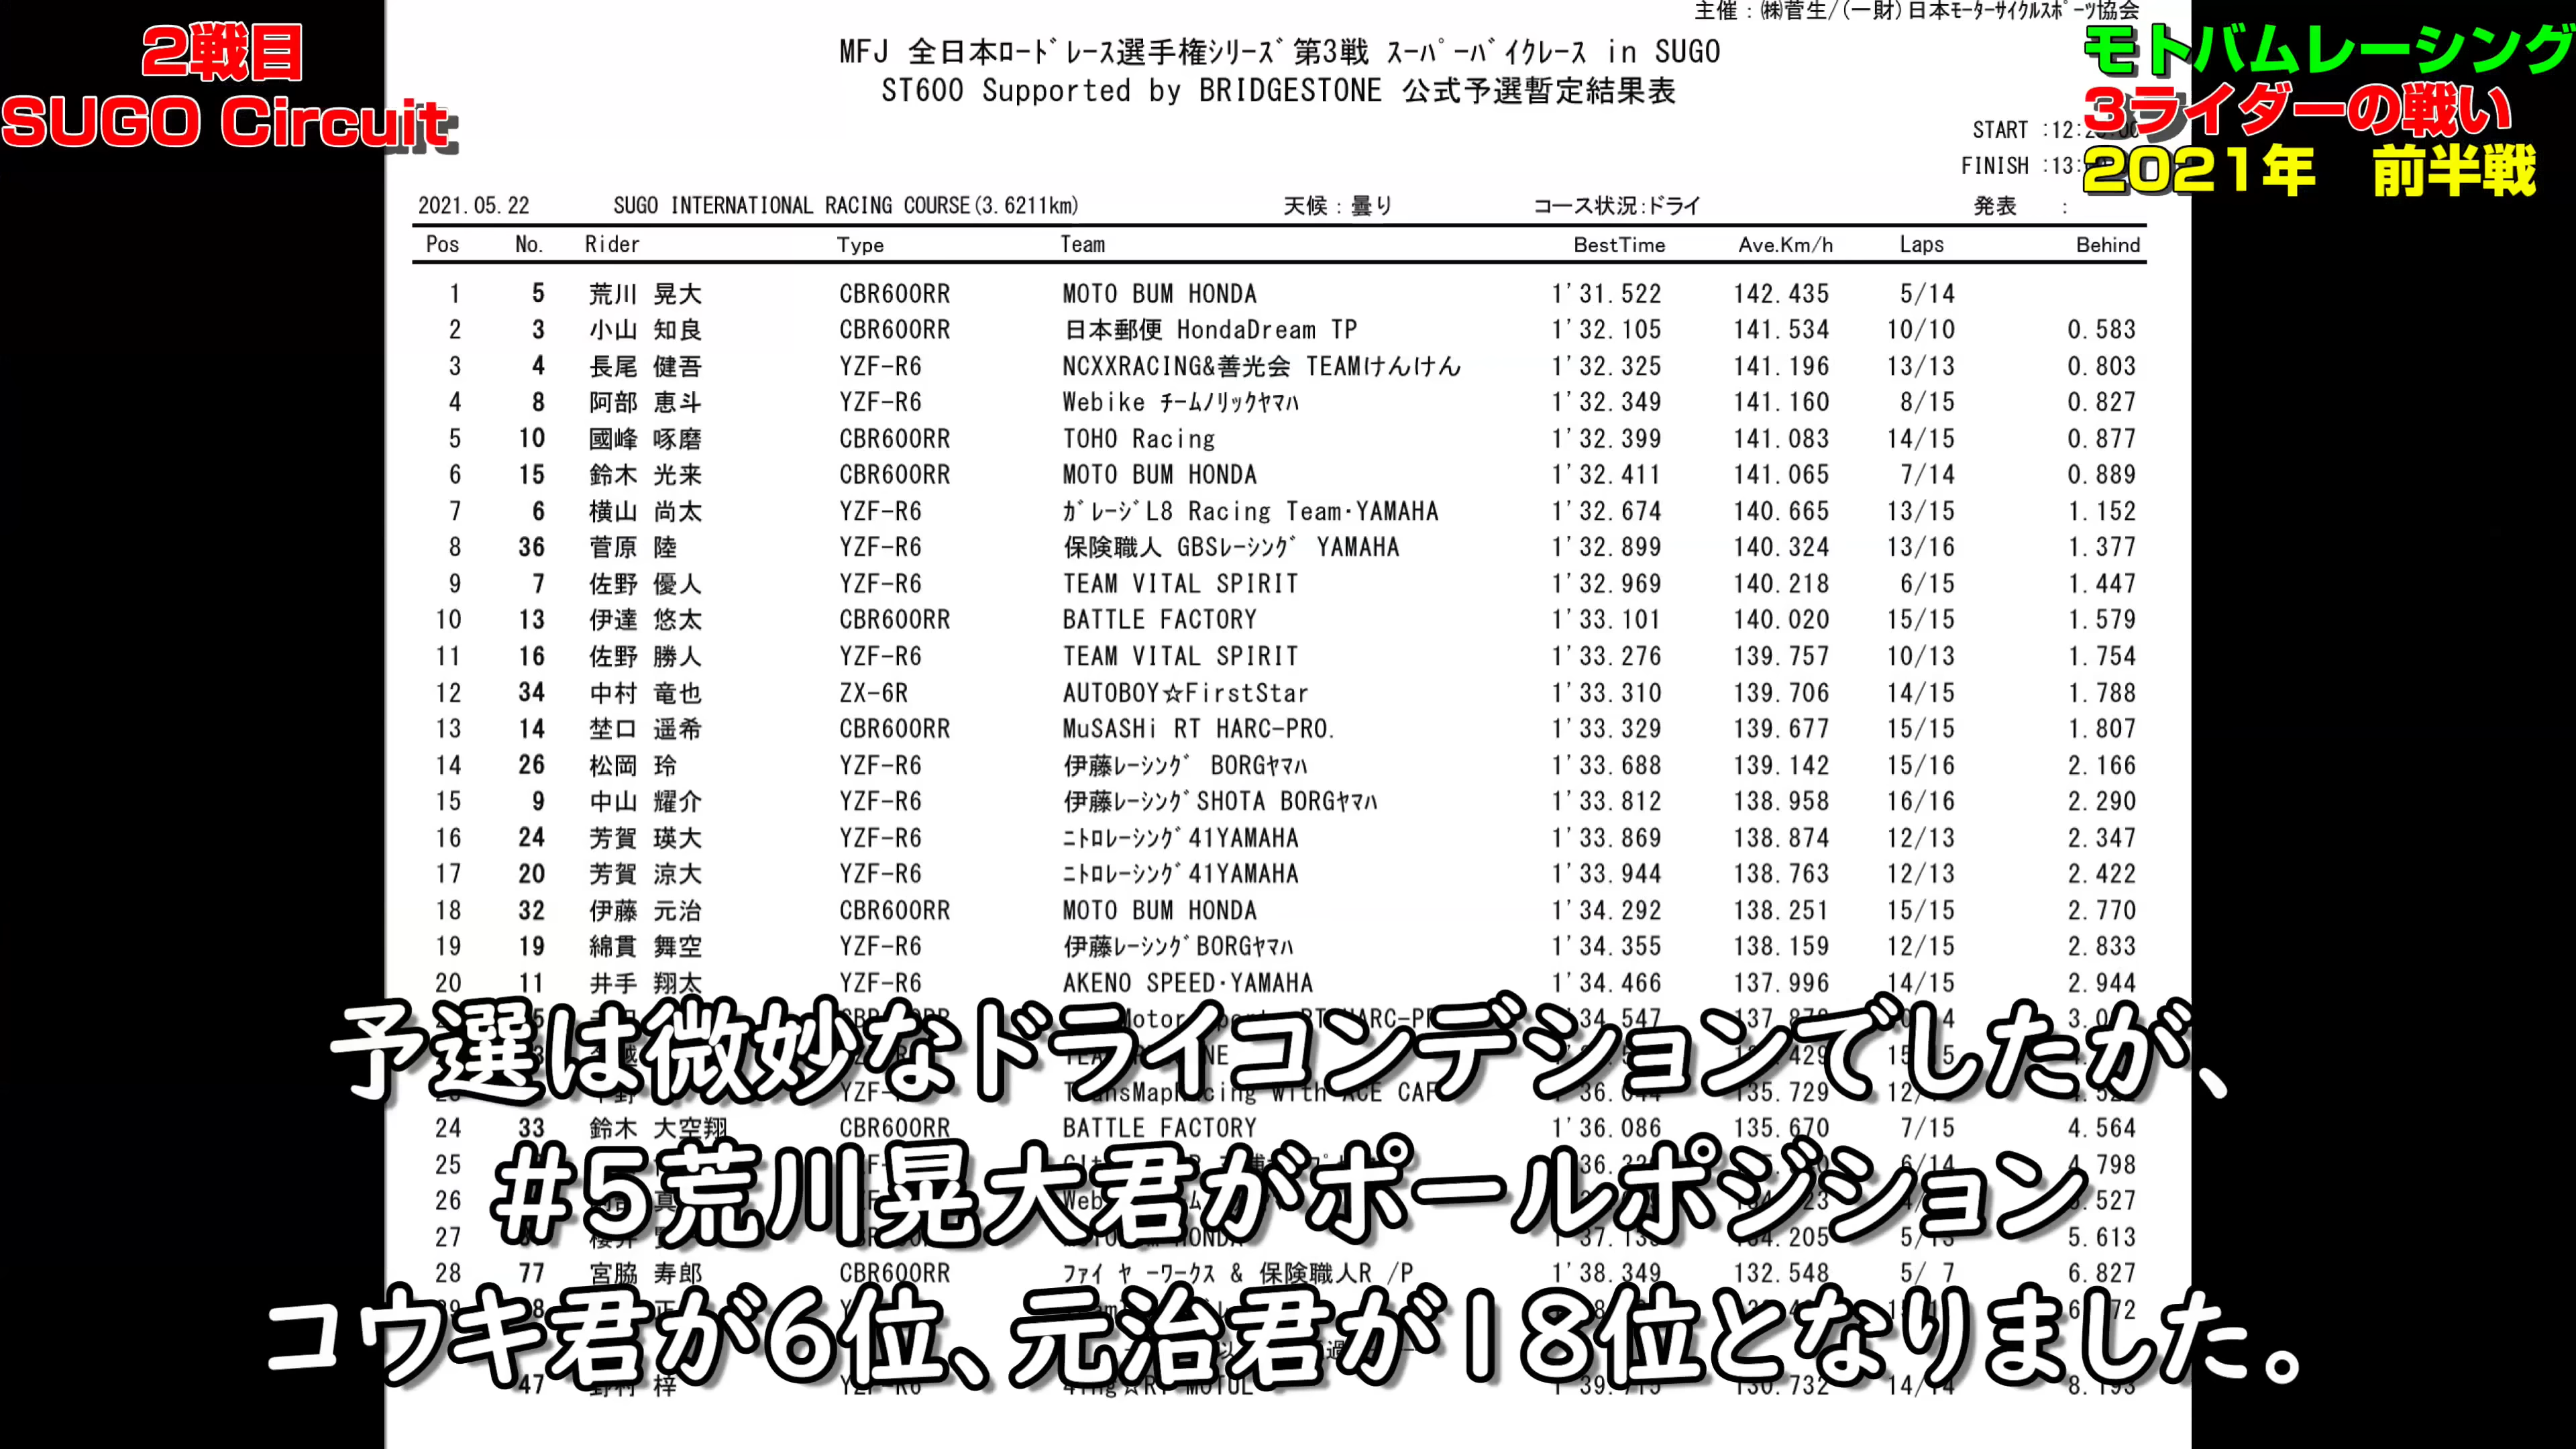 2戦目
SUGO Circuit
モトバムレーシング
3ライダーの戦い
2021年 前半戦
主催:㈱菅生/(一財)日本ﾓｰﾀｰｻｲｸﾙｽﾎﾟｰﾂ協会
MFJ 全日本ﾛｰﾄﾞﾚｰｽ選手権ｼﾘｰｽﾞ第3戦 ｽｰﾊﾟｰﾊﾞｲｸﾚｰｽ in SUGO
ST600 Supported by BRIDGESTONE 公式予選暫定結果表
START :12:
FINISH :13:
2021.05.22 SUGO INTERNATIONAL RACING COURSE(3.6211km) 天候:曇り コース状況:ドライ 発表 :
Pos No. Rider Type Team BestTime Ave.Km/h Laps Behind
1 5 荒川 晃大 CBR600RR MOTO BUM HONDA 1'31.522 142.435 5/14
2 3 小山 知良 CBR600RR 日本郵便 HondaDream TP 1'32.105 141.534 10/10 0.583
3 4 長尾 健吾 YZF-R6 NCXXRACING&善光会 TEAMけんけん 1'32.325 141.196 13/13 0.803
4 8 阿部 恵斗 YZF-R6 Webike ﾁｰﾑﾉﾘｯｸﾔﾏﾊ 1'32.349 141.160 8/15 0.827
5 10 國峰 啄磨 CBR600RR TOHO Racing 1'32.399 141.083 14/15 0.877
6 15 鈴木 光来 CBR600RR MOTO BUM HONDA 1'32.411 141.065 7/14 0.889
7 6 横山 尚太 YZF-R6 ｶﾞﾚｰｼﾞL8 Racing Team･YAMAHA 1'32.674 140.665 13/15 1.152
8 36 菅原 陸 YZF-R6 保険職人 GBSﾚｰｼﾝｸﾞ YAMAHA 1'32.899 140.324 13/16 1.377
9 7 佐野 優人 YZF-R6 TEAM VITAL SPIRIT 1'32.969 140.218 6/15 1.447
10 13 伊達 悠太 CBR600RR BATTLE FACTORY 1'33.101 140.020 15/15 1.579
11 16 佐野 勝人 YZF-R6 TEAM VITAL SPIRIT 1'33.276 139.757 10/13 1.754
12 34 中村 竜也 ZX-6R AUTOBOY☆FirstStar 1'33.310 139.706 14/15 1.788
13 14 埜口 遥希 CBR600RR MuSASHi RT HARC-PRO. 1'33.329 139.677 15/15 1.807
14 26 松岡 玲 YZF-R6 伊藤ﾚｰｼﾝｸﾞ BORGﾔﾏﾊ 1'33.688 139.142 15/16 2.166
15 9 中山 耀介 YZF-R6 伊藤ﾚｰｼﾝｸﾞSHOTA BORGﾔﾏﾊ 1'33.812 138.958 16/16 2.290
16 24 芳賀 瑛大 YZF-R6 ﾆﾄﾛﾚｰｼﾝｸﾞ41YAMAHA 1'33.869 138.874 12/13 2.347
17 20 芳賀 涼大 YZF-R6 ﾆﾄﾛﾚｰｼﾝｸﾞ41YAMAHA 1'33.944 138.763 12/13 2.422
18 32 伊藤 元治 CBR600RR MOTO BUM HONDA 1'34.292 138.251 15/15 2.770
19 19 綿貫 舞空 YZF-R6 伊藤ﾚｰｼﾝｸﾞBORGﾔﾏﾊ 1'34.355 138.159 12/15 2.833
20 11 井手 翔太 YZF-R6 AKENO SPEED･YAMAHA 1'34.466 137.996 14/15 2.944
24 33 鈴木 大空翔 CBR600RR BATTLE FACTORY 1'36.086 135.670 7/15 4.564
25 4.798
26
27 5.613
28 77 宮脇 寿郎 CBR600RR ﾌｧｲﾔｰﾜｰｸｽ & 保険職人R /P 1'38.349 132.548 5/ 7 6.827
47
予選は微妙なドライコンデションでしたが、
#5荒川晃大君がポールポジション
コウキ君が6位、元治君が18位となりました。